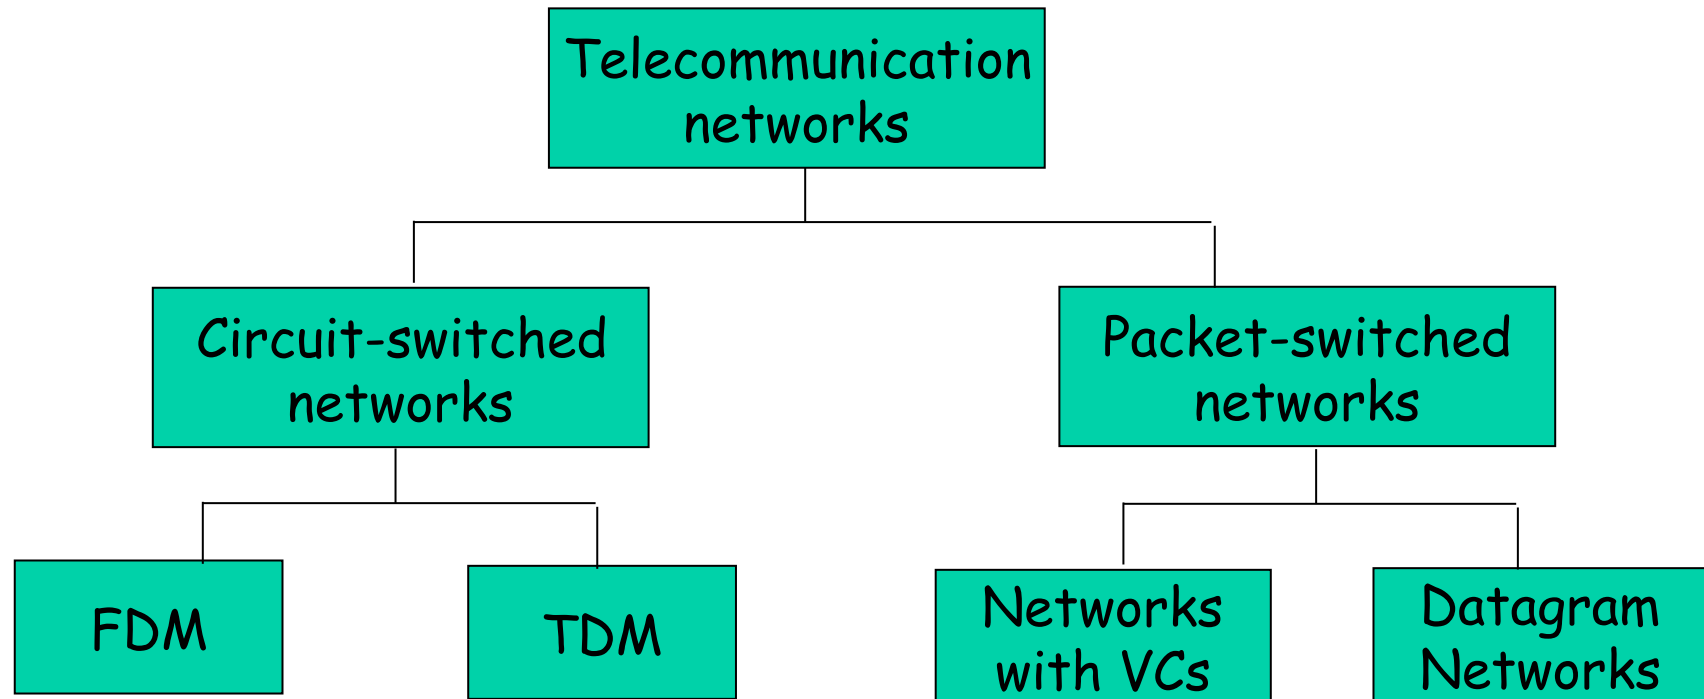 Telecommunication
networks
Circuit-switched
networks
Packet-switched
networks
FDM
TDM
Networks
with VCs
Datagram
Networks